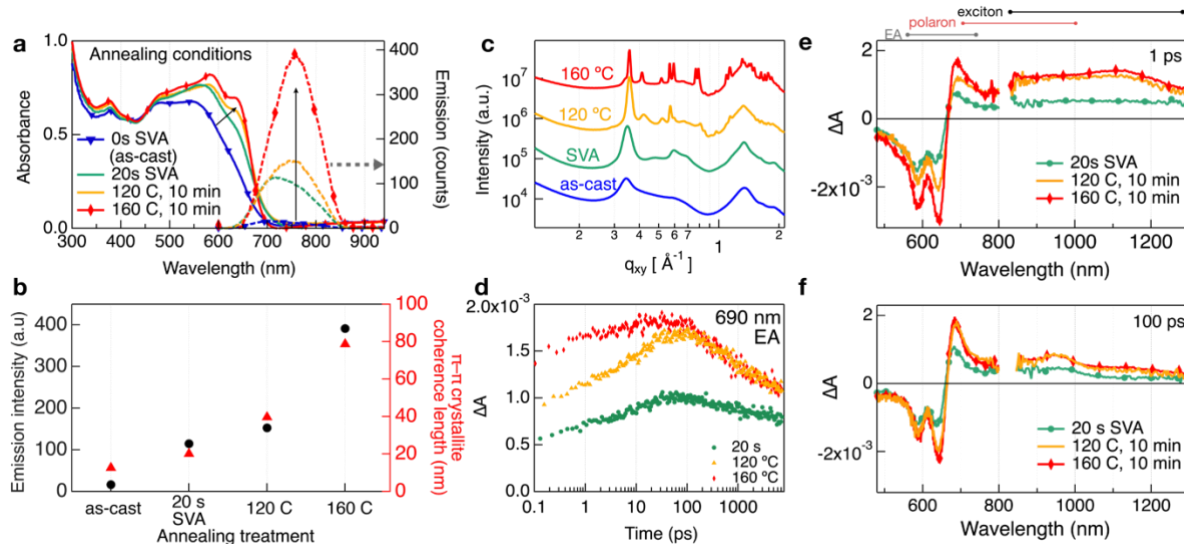 exciton
polaron
EA
a
Annealing conditions
0s SVA
(as-cast)
20s SVA
120 C, 10 min
160 C, 10 min
1.0
0.5
0.0
Absorbance
400
300
200
100
0
Emission (counts)
300 400 500 600 700 800 900
Wavelength (nm)
b
400
300
200
100
0
Emission intensity (a.u)
100
80
60
40
20
0
π–π crystallite
coherence length (nm)
as-cast
20 s
SVA
120 C
160 C
Annealing treatment
c
160 ºC
120 ºC
SVA
as-cast
10⁷
10⁶
10⁵
10⁴
Intensity (a.u.)
2 3 4 5 6 7 1 2
qxy [ Å⁻¹]
d
690 nm
EA
2.0x10⁻³
1.5
1.0
0.5
0.0
ΔA
20 s
120 ºC
160 ºC
0.1 1 10 100 1000
Time (ps)
e
1 ps
2
0
-2x10⁻³
ΔA
20s SVA
120 C, 10 min
160 C, 10 min
600 800 1000 1200
Wavelength (nm)
f
100 ps
2
0
-2x10⁻³
ΔA
20 s SVA
120 C, 10 min
160 C, 10 min
600 800 1000 1200
Wavelength (nm)